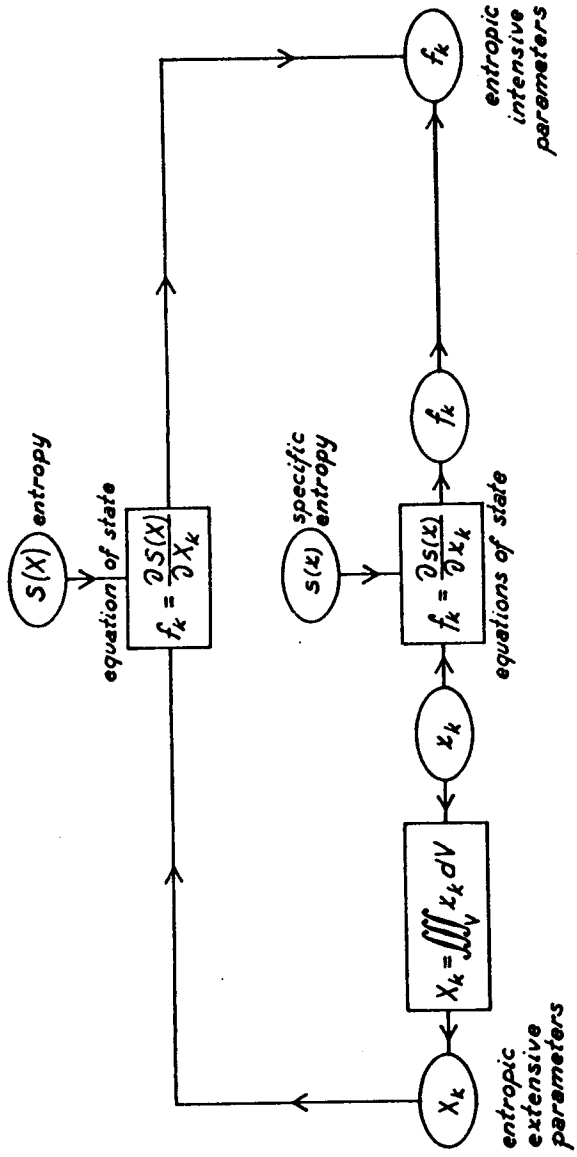 S(X) entropy
equation of state
f_k = ∂S(X)/∂X_k
specific
entropy
s(x)
X_k
X_k = ∭_V x_k dV
x_k
f_k = ∂s(x)/∂x_k
f_k
f_k
equations of state
entropic
extensive
parameters
entropic
intensive
parameters